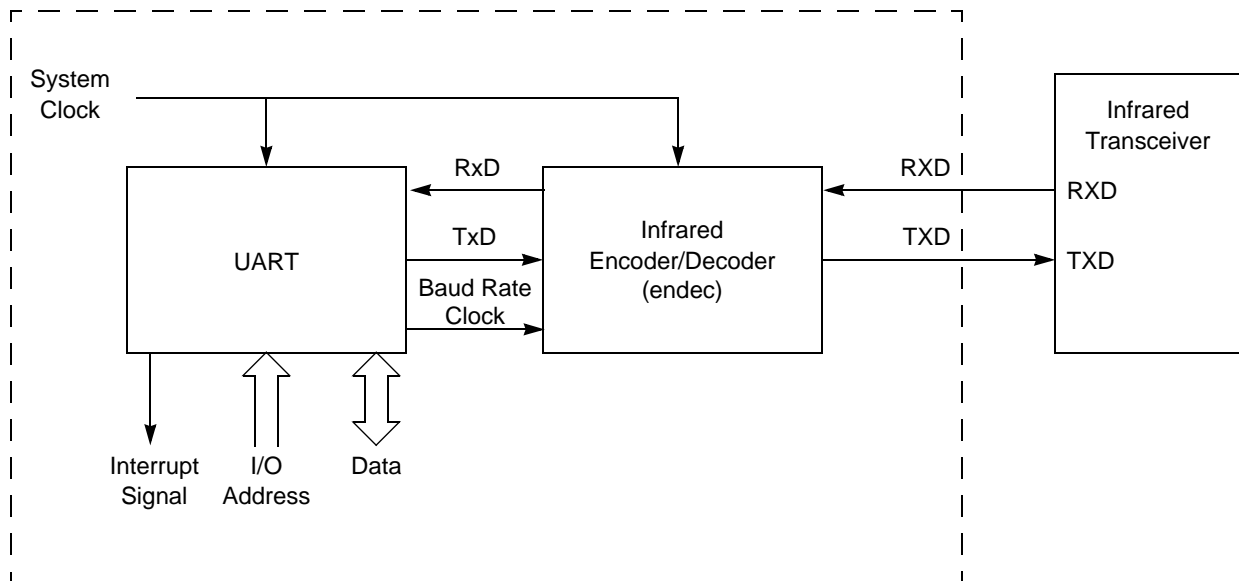 System
Clock
Infrared
Transceiver
RxD
RXD
RXD
UART
TxD
Infrared
Encoder/Decoder
(endec)
TXD
TXD
Baud Rate
Clock
Interrupt
Signal
I/O
Address
Data